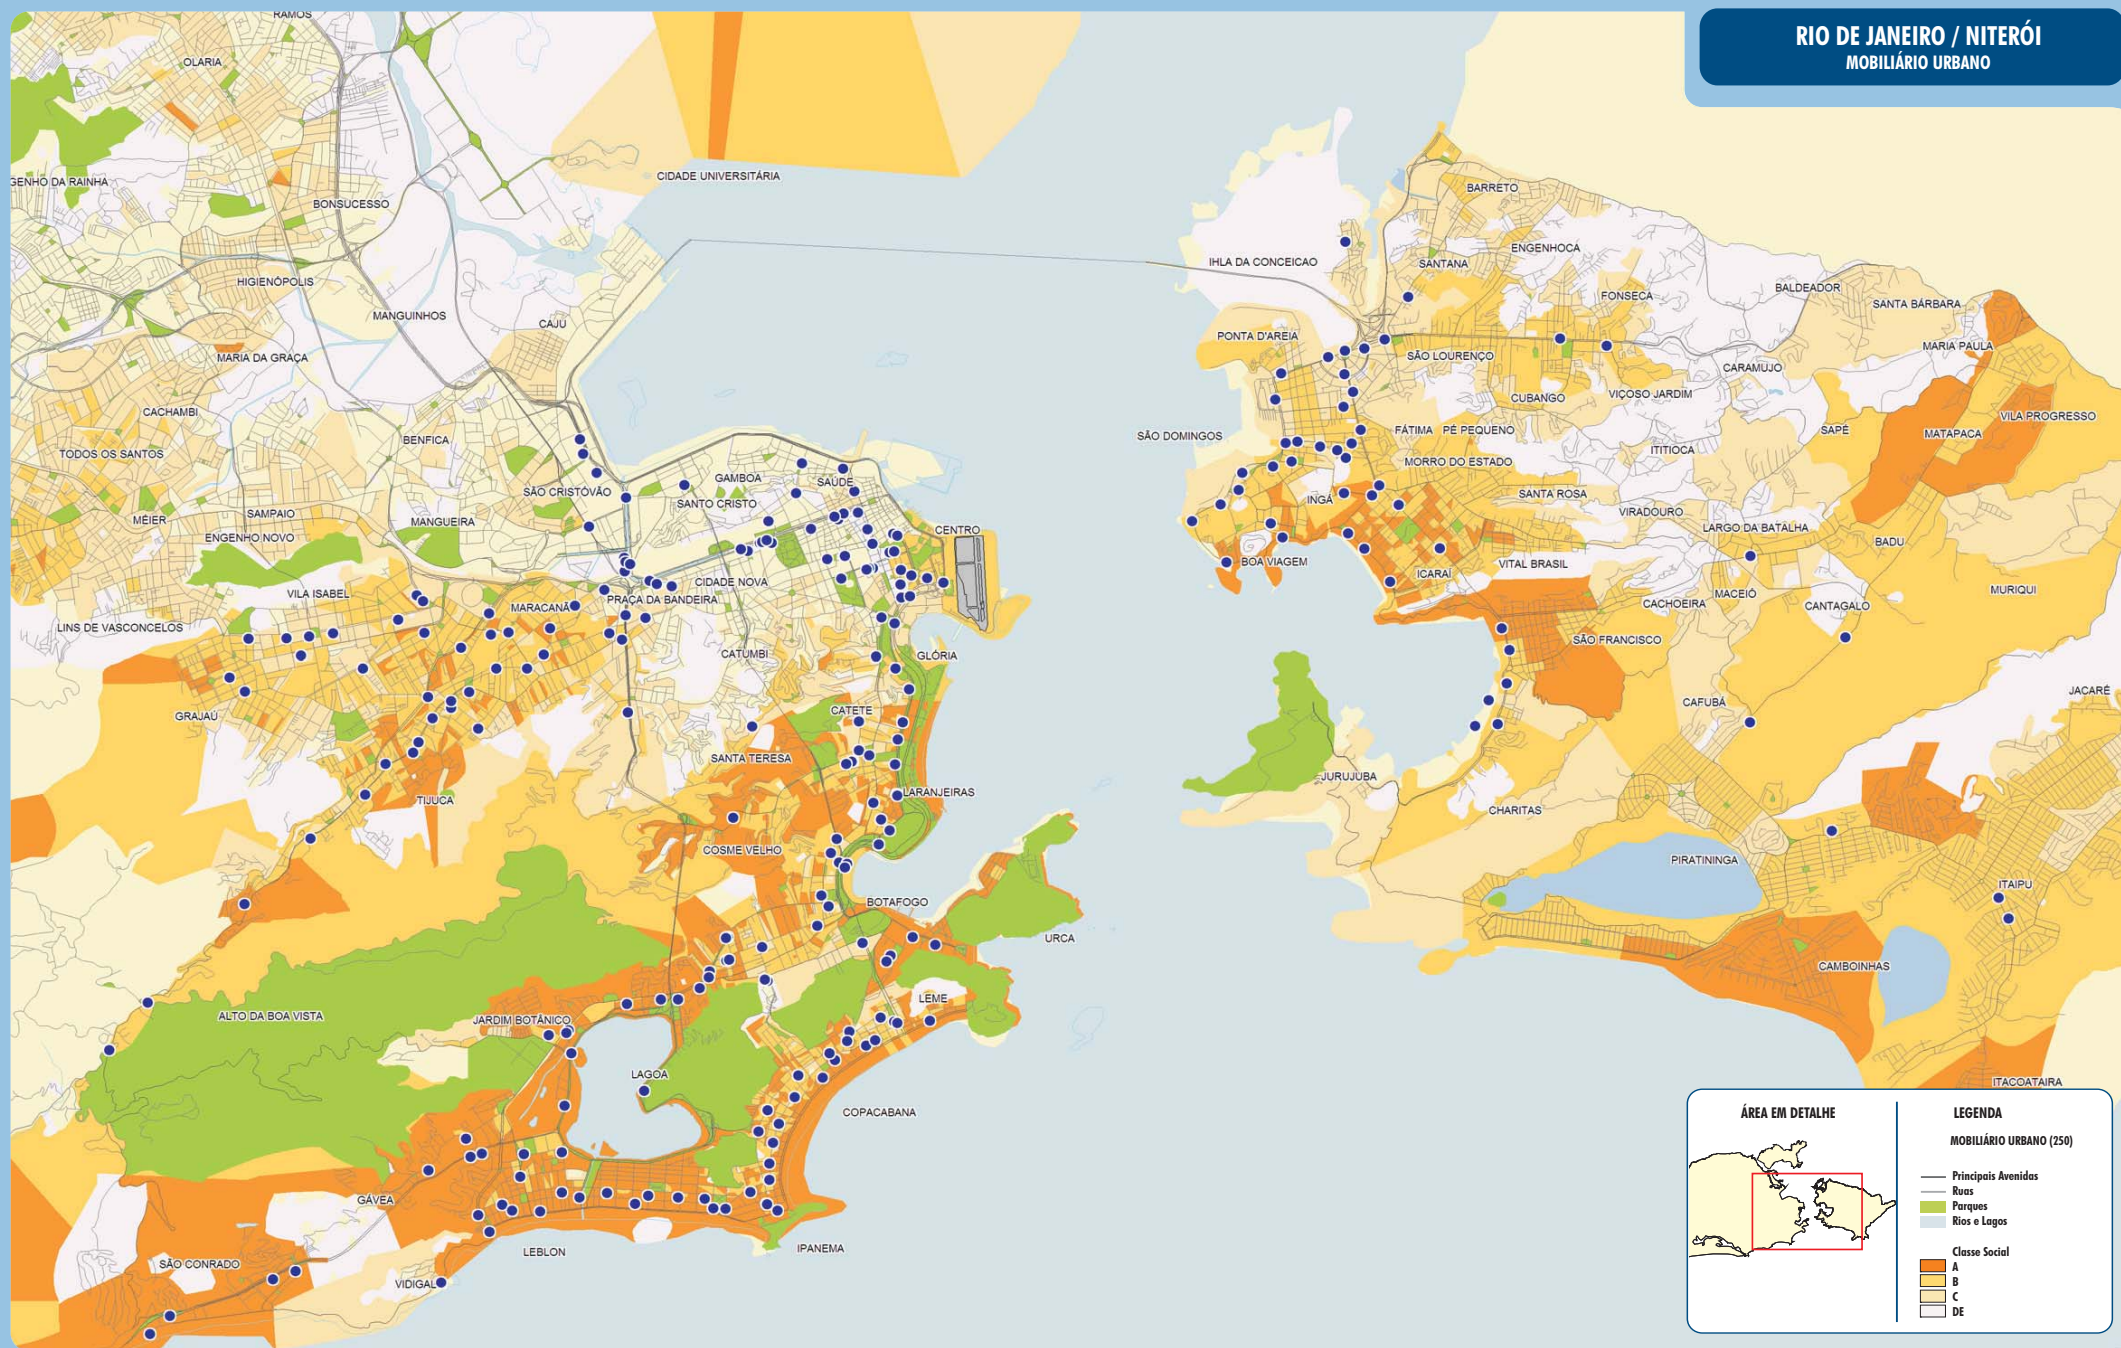 RIO DE JANEIRO / NITERÓI
MOBILIÁRIO URBANO
RAMOS
OLARIA
CIDADE UNIVERSITÁRIA
GENHO DA RAINHA
BONSUCESSO
BARRETO
ENGENHOCA
IHLA DA CONCEICAO
SANTANA
HIGIENÓPOLIS
BALDEADOR
FONSECA
SANTA BÁRBARA
MANGUINHOS
CAJÚ
PONTA D'AREIA
MARIA PAULA
MARIA DA GRAÇA
SÃO LOURENÇO
CARAMUJO
CUBANGO
VIÇOSO JARDIM
CACHAMBI
VILA PROGRESSO
SÃO DOMINGOS
FÁTIMA
PÉ PEQUENO
SAPÊ
MATAPACA
BENFICA
TODOS OS SANTOS
ITITIOCA
MORRO DO ESTADO
GAMBOA
SAÚDE
SÃO CRISTÓVÃO
SANTO CRISTO
INGÁ
SANTA ROSA
VIRADOURO
MÉIER
SAMPAIO
MANGUEIRA
CENTRO
LARGO DA BATALHA
ENGENHO NOVO
BADU
BOA VIAGEM
ICARAÍ
VITAL BRASIL
CIDADE NOVA
VILA ISABEL
PRAÇA DA BANDEIRA
MARACANÃ
CACHOEIRA
MACEIÓ
CANTAGALO
MURIQUI
LINS DE VASCONCELOS
SÃO FRANCISCO
CATUMBI
GLÓRIA
JACARÉ
GRAJAÚ
CATETE
CAFUBÁ
SANTA TERESA
JURUJUBA
TIJUCA
LARANJEIRAS
CHARITAS
COSME VELHO
PIRATININGA
ITAIPU
BOTAFOGO
URCA
CAMBOINHAS
LEME
ALTO DA BOA VISTA
JARDIM BOTÂNICO
LAGOA
ITACOATAIRA
COPACABANA
GÁVEA
LEBLON
IPANEMA
SÃO CONRADO
VIDIGAL
ÁREA EM DETALHE
LEGENDA
MOBILIÁRIO URBANO (250)
Principais Avenidas
Ruas
Parques
Rios e Lagos
Classe Social
A
B
C
DE